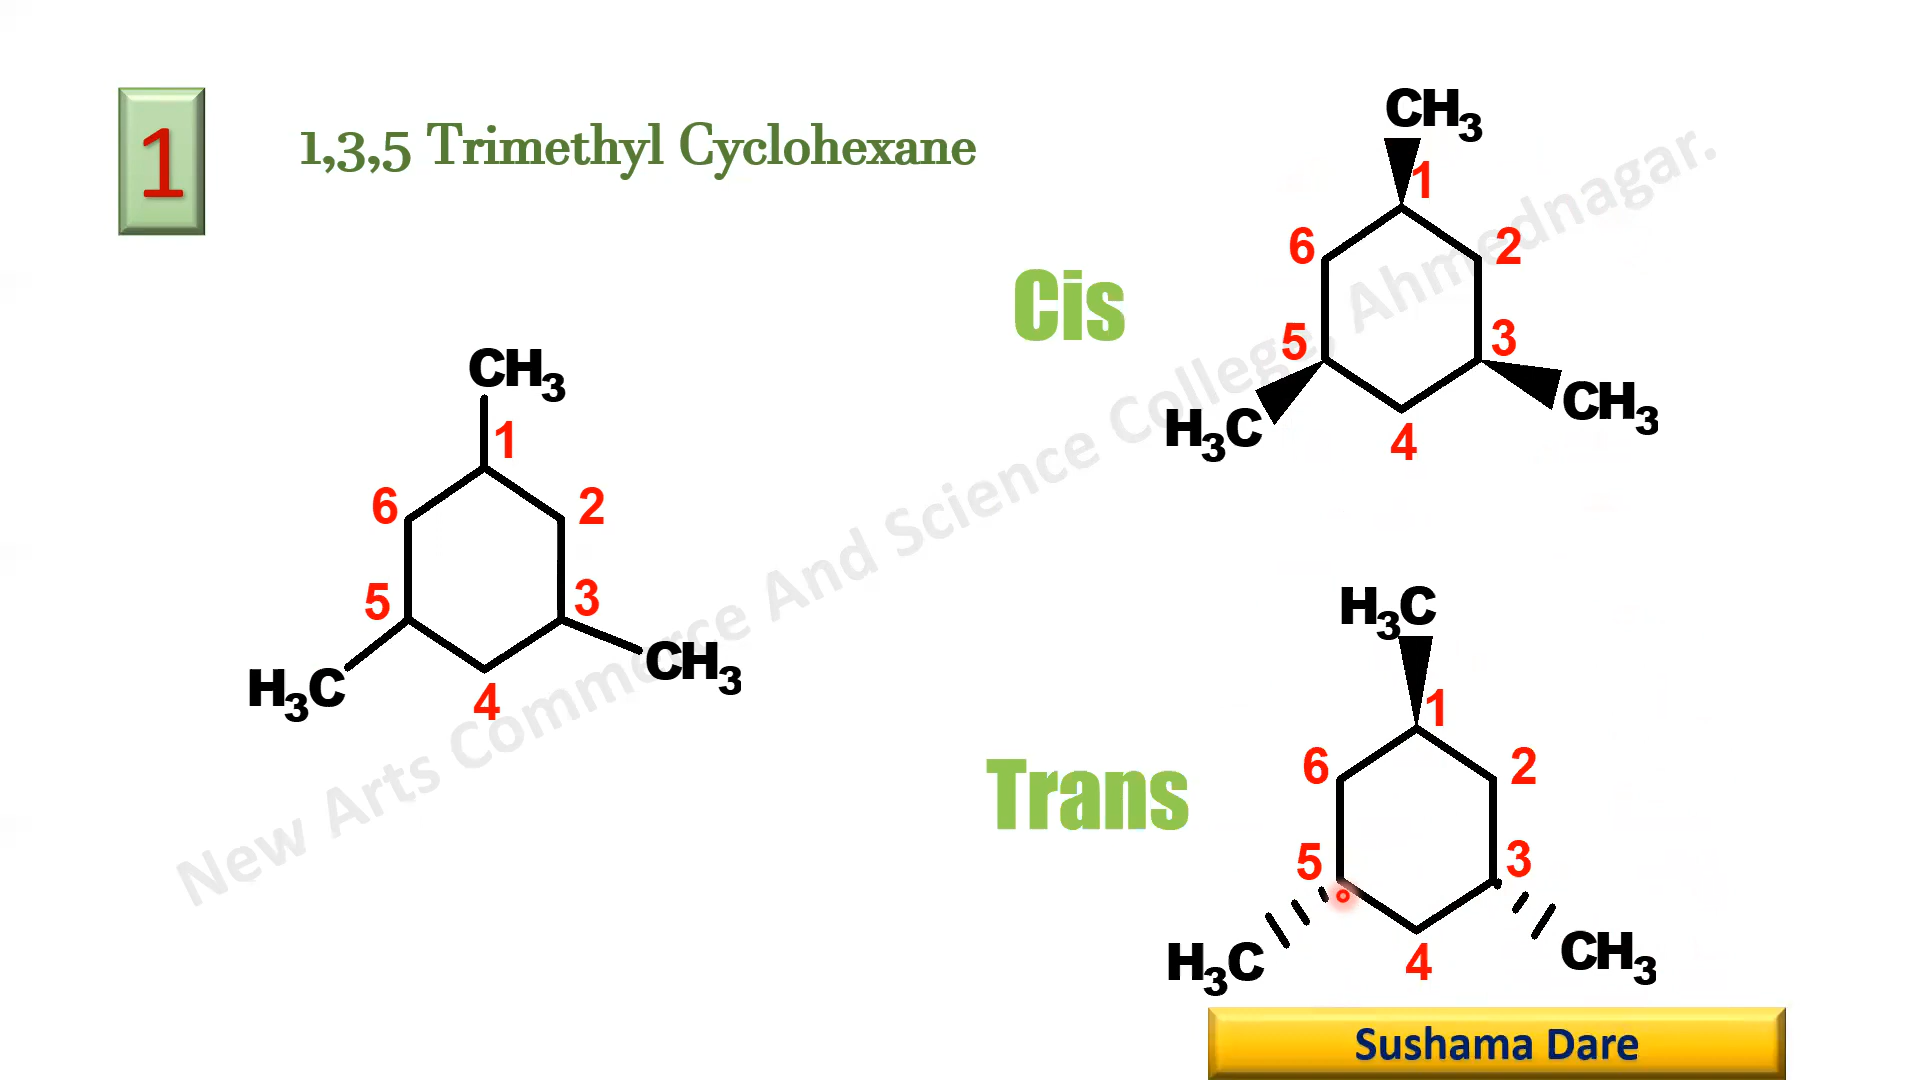 1
1,3,5 Trimethyl Cyclohexane
CH3
1
6
2
5
3
H3C
CH3
4
Cis
CH3
1
6
2
5
3
H3C
CH3
4
Trans
H3C
1
6
2
5
3
H3C
CH3
4
New Arts Commerce And Science College, Ahmednagar.
Sushama Dare